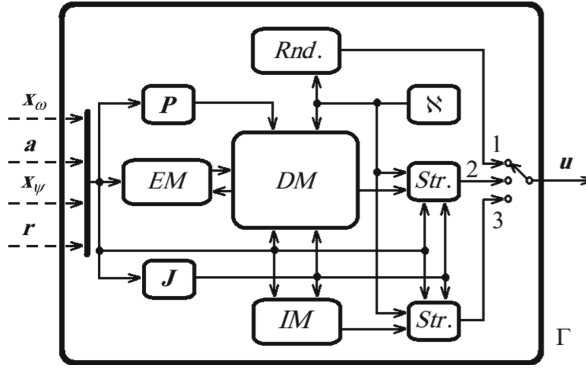 Rnd.
x_ω
P
ℵ
a
1
x_ψ
EM
DM
Str.
2
u
r
3
J
IM
Str.
Γ